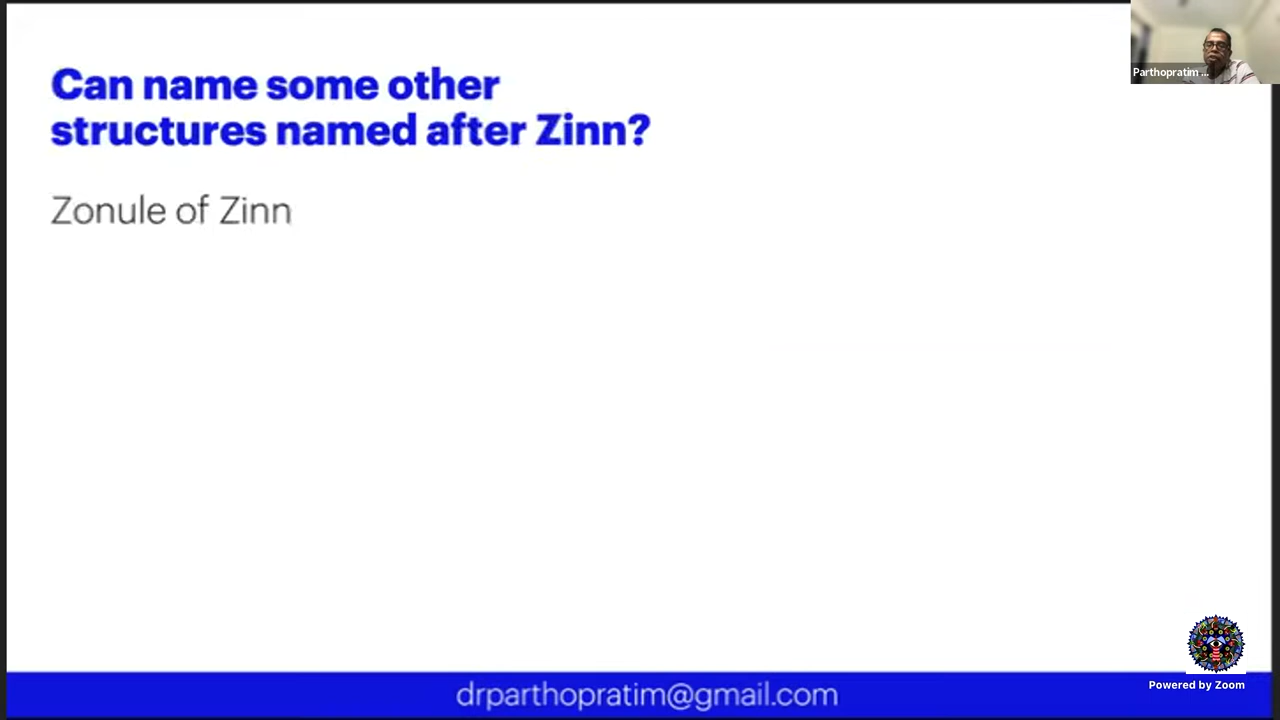 Can name some other
structures named after Zinn?
Zonule of Zinn
Parthopratim ...
drparthopratim@gmail.com
Powered by Zoom